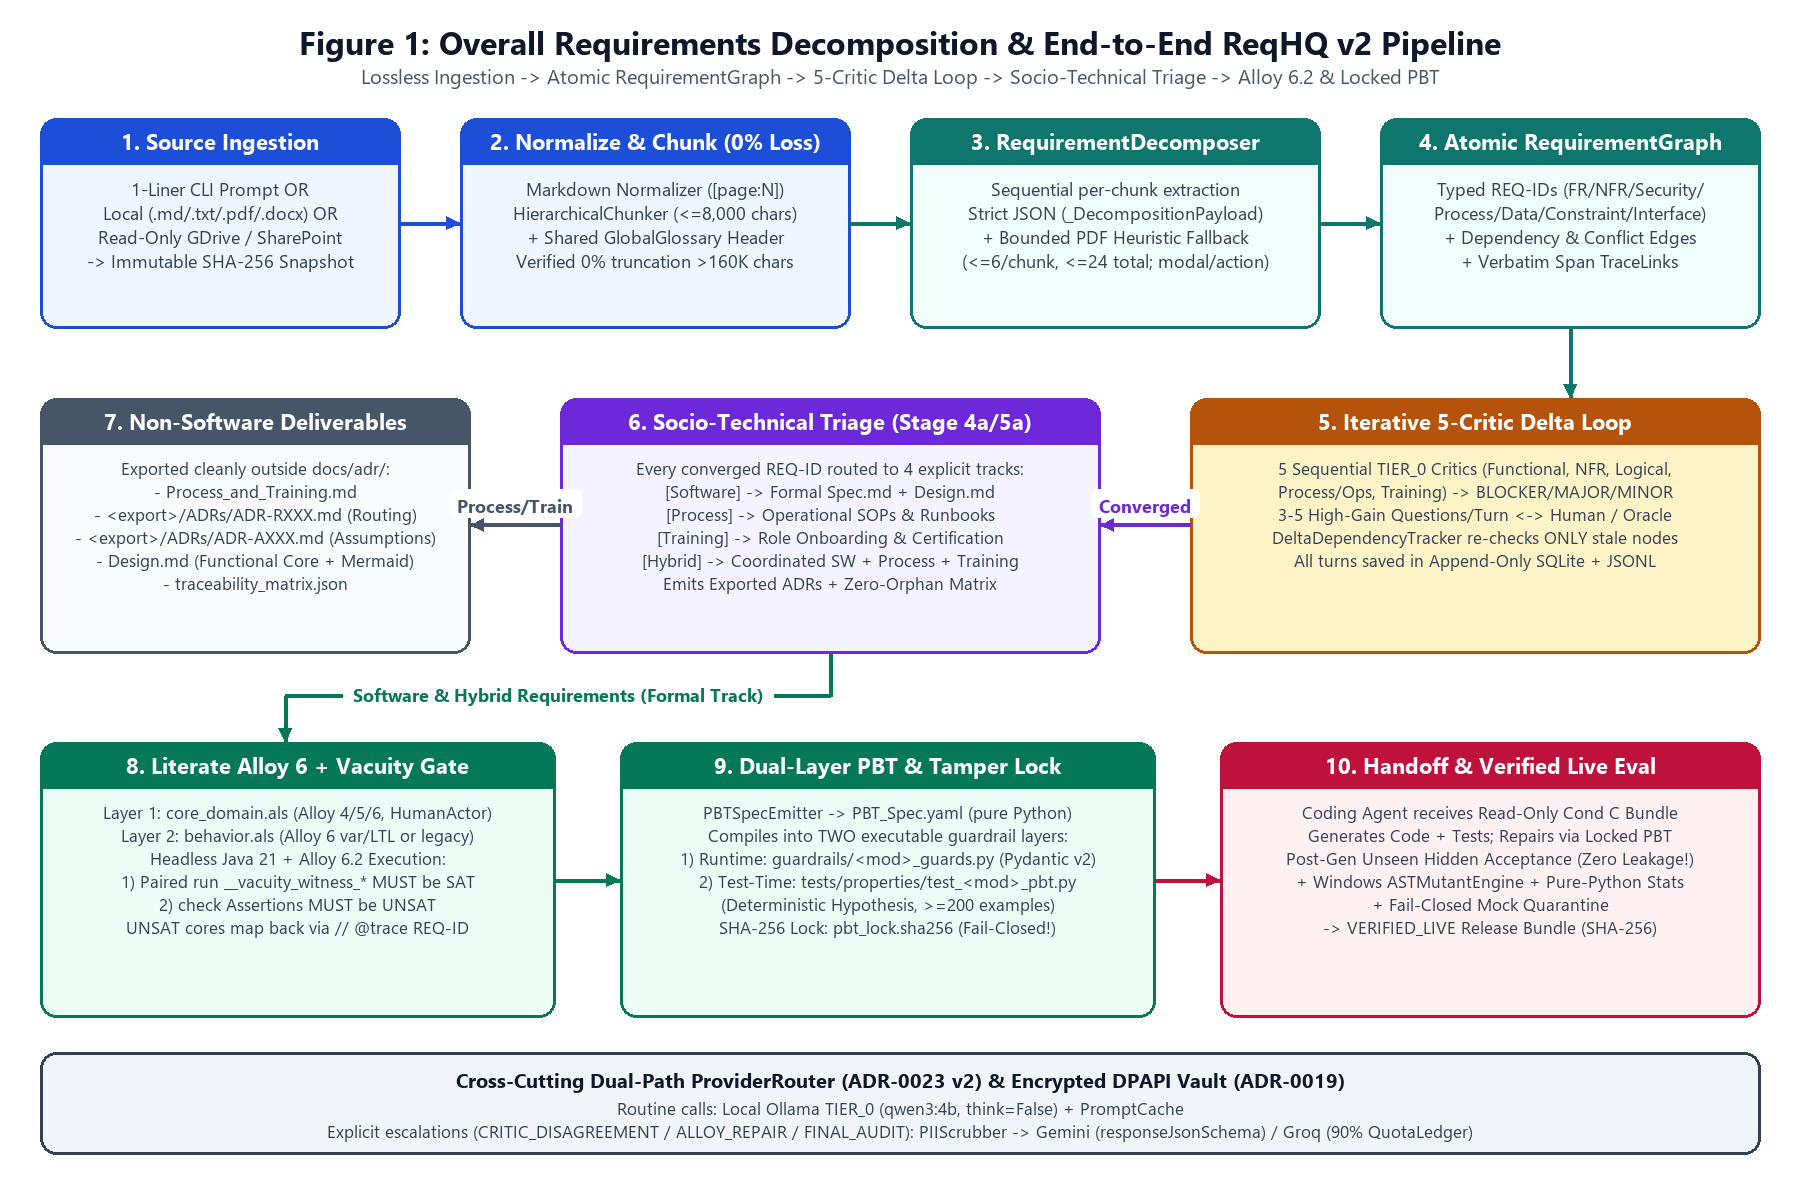 Figure 1: Overall Requirements Decomposition & End-to-End ReqHQ v2 Pipeline
Lossless Ingestion -> Atomic RequirementGraph -> 5-Critic Delta Loop -> Socio-Technical Triage -> Alloy 6.2 & Locked PBT
1. Source Ingestion
1-Liner CLI Prompt OR
Local (.md/.txt/.pdf/.docx) OR
Read-Only GDrive / SharePoint
-> Immutable SHA-256 Snapshot
2. Normalize & Chunk (0% Loss)
Markdown Normalizer ([page:N])
HierarchicalChunker (<=8,000 chars)
+ Shared GlobalGlossary Header
Verified 0% truncation >160K chars
3. RequirementDecomposer
Sequential per-chunk extraction
Strict JSON (_DecompositionPayload)
+ Bounded PDF Heuristic Fallback
(<=6/chunk, <=24 total; modal/action)
4. Atomic RequirementGraph
Typed REQ-IDs (FR/NFR/Security/
Process/Data/Constraint/Interface)
+ Dependency & Conflict Edges
+ Verbatim Span TraceLinks
5. Iterative 5-Critic Delta Loop
5 Sequential TIER_0 Critics (Functional, NFR, Logical,
Process/Ops, Training) -> BLOCKER/MAJOR/MINOR
3-5 High-Gain Questions/Turn <-> Human / Oracle
DeltaDependencyTracker re-checks ONLY stale nodes
All turns saved in Append-Only SQLite + JSONL
Converged
6. Socio-Technical Triage (Stage 4a/5a)
Every converged REQ-ID routed to 4 explicit tracks:
[Software] -> Formal Spec.md + Design.md
[Process] -> Operational SOPs & Runbooks
[Training] -> Role Onboarding & Certification
[Hybrid] -> Coordinated SW + Process + Training
Emits Exported ADRs + Zero-Orphan Matrix
Process/Train
7. Non-Software Deliverables
Exported cleanly outside docs/adr/:
- Process_and_Training.md
- <export>/ADRs/ADR-RXXX.md (Routing)
- <export>/ADRs/ADR-AXXX.md (Assumptions)
- Design.md (Functional Core + Mermaid)
- traceability_matrix.json
Software & Hybrid Requirements (Formal Track)
8. Literate Alloy 6 + Vacuity Gate
Layer 1: core_domain.als (Alloy 4/5/6, HumanActor)
Layer 2: behavior.als (Alloy 6 var/LTL or legacy)
Headless Java 21 + Alloy 6.2 Execution:
1) Paired run __vacuity_witness_* MUST be SAT
2) check Assertions MUST be UNSAT
UNSAT cores map back via // @trace REQ-ID
9. Dual-Layer PBT & Tamper Lock
PBTSpecEmitter -> PBT_Spec.yaml (pure Python)
Compiles into TWO executable guardrail layers:
1) Runtime: guardrails/<mod>_guards.py (Pydantic v2)
2) Test-Time: tests/properties/test_<mod>_pbt.py
(Deterministic Hypothesis, >=200 examples)
SHA-256 Lock: pbt_lock.sha256 (Fail-Closed!)
10. Handoff & Verified Live Eval
Coding Agent receives Read-Only Cond C Bundle
Generates Code + Tests; Repairs via Locked PBT
Post-Gen Unseen Hidden Acceptance (Zero Leakage!)
+ Windows ASTMutantEngine + Pure-Python Stats
+ Fail-Closed Mock Quarantine
-> VERIFIED_LIVE Release Bundle (SHA-256)
Cross-Cutting Dual-Path ProviderRouter (ADR-0023 v2) & Encrypted DPAPI Vault (ADR-0019)
Routine calls: Local Ollama TIER_0 (qwen3:4b, think=False) + PromptCache
Explicit escalations (CRITIC_DISAGREEMENT / ALLOY_REPAIR / FINAL_AUDIT): PIIScrubber -> Gemini (responseJsonSchema) / Groq (90% QuotaLedger)